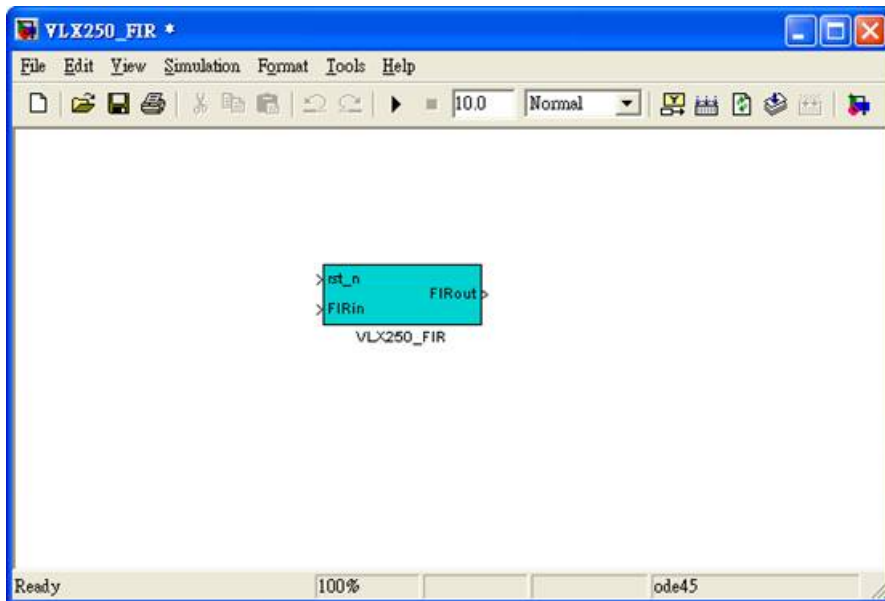 VLX250_FIR *
File Edit View Simulation Format Tools Help
10.0 Normal
rst_n
FIRout
FIRin
VLX250_FIR
Ready 100% ode45